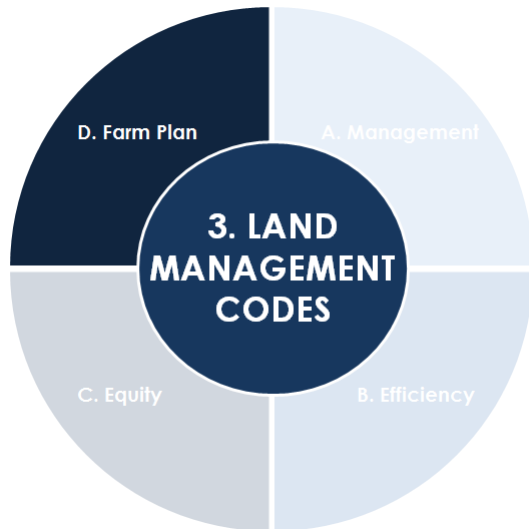 D. Farm Plan
A. Management
3. LAND
MANAGEMENT
CODES
C. Equity
B. Efficiency